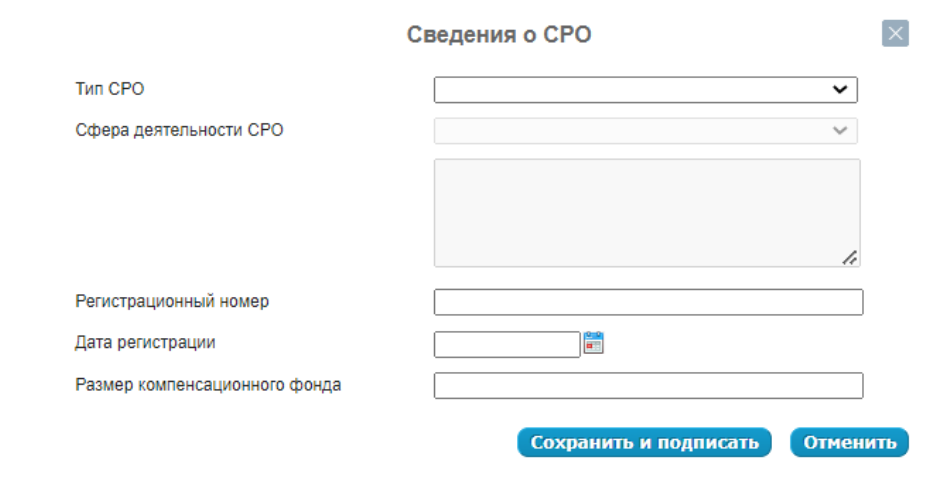 Сведения о СРО
Тип СРО
Сфера деятельности СРО
Регистрационный номер
Дата регистрации
Размер компенсационного фонда
Сохранить и подписать Отменить